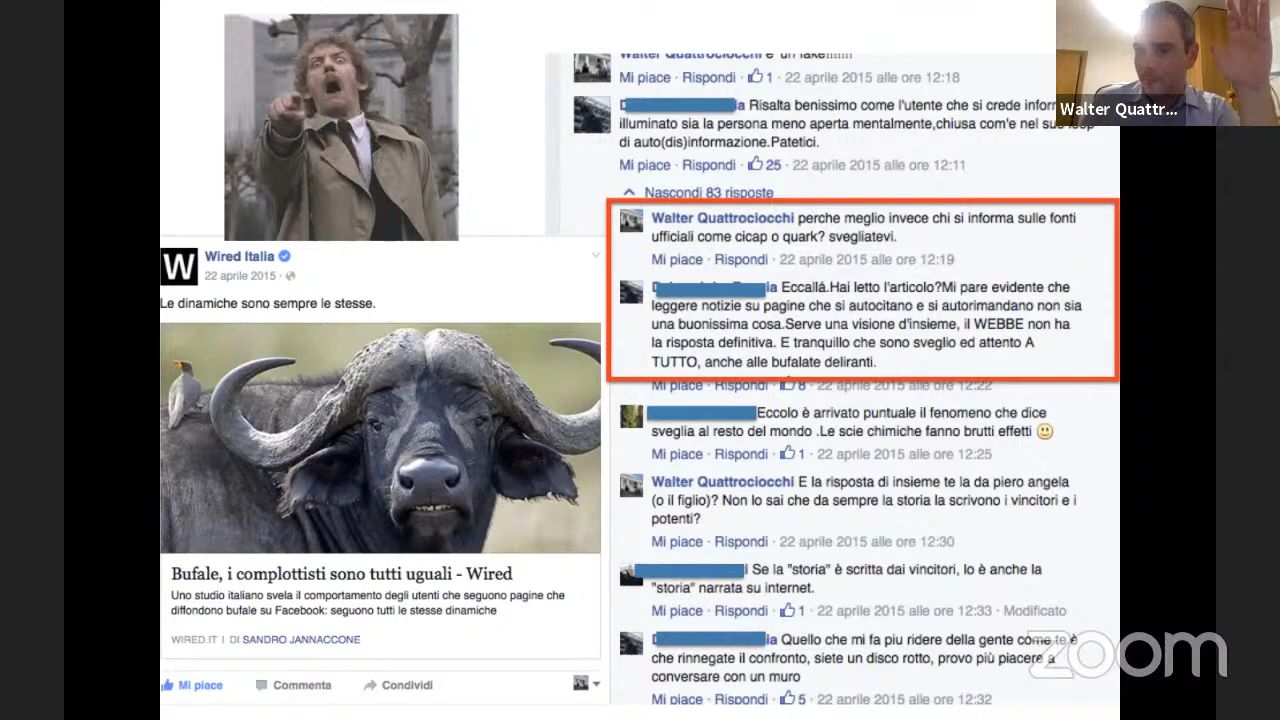 Walter Quattrociocchi e' un fake!!!!!!!
Mi piace · Rispondi · 1 · 22 aprile 2015 alle ore 12:18
Risalta benissimo come l'utente che si crede
illuminato sia la persona meno aperta mentalmente,chiusa com'e nel suo
di auto(dis)informazione.Patetici.
Mi piace · Rispondi · 25 · 22 aprile 2015 alle ore 12:11
Nascondi 83 risposte
Walter Quattrociocchi perche meglio invece chi si informa sulle fonti
ufficiali come cicap o quark? svegliatevi.
Mi piace · Rispondi · 22 aprile 2015 alle ore 12:19
Eccallá.Hai letto l'articolo?Mi pare evidente che
leggere notizie su pagine che si autocitano e si autorimandano non sia
una buonissima cosa.Serve una visione d'insieme, il WEBBE non ha
la risposta definitiva. E tranquillo che sono sveglio ed attento A
TUTTO, anche alle bufalate deliranti.
Mi piace · Rispondi · 8 · 22 aprile 2015 alle ore 12:22
Eccolo è arrivato puntuale il fenomeno che dice
sveglia al resto del mondo .Le scie chimiche fanno brutti effetti
Mi piace · Rispondi · 1 · 22 aprile 2015 alle ore 12:25
Walter Quattrociocchi E la risposta di insieme te la da piero angela
(o il figlio)? Non lo sai che da sempre la storia la scrivono i vincitori e i
potenti?
Mi piace · Rispondi · 22 aprile 2015 alle ore 12:30
Se la "storia" è scritta dai vincitori, lo è anche la
"storia" narrata su internet.
Mi piace · Rispondi · 1 · 22 aprile 2015 alle ore 12:33 · Modificato
Quello che mi fa piu ridere della gente come te è
che rinnegate il confronto, siete un disco rotto, provo più piacere a
conversare con un muro
Mi piace · Rispondi · 5 · 22 aprile 2015 alle ore 12:32
W
Wired Italia
22 aprile 2015 ·
Le dinamiche sono sempre le stesse.
Bufale, i complottisti sono tutti uguali - Wired
Uno studio italiano svela il comportamento degli utenti che seguono pagine che
diffondono bufale su Facebook: seguono tutti le stesse dinamiche
WIRED.IT | DI SANDRO JANNACCONE
Mi piace Commenta Condividi
Walter Quattr...
zoom